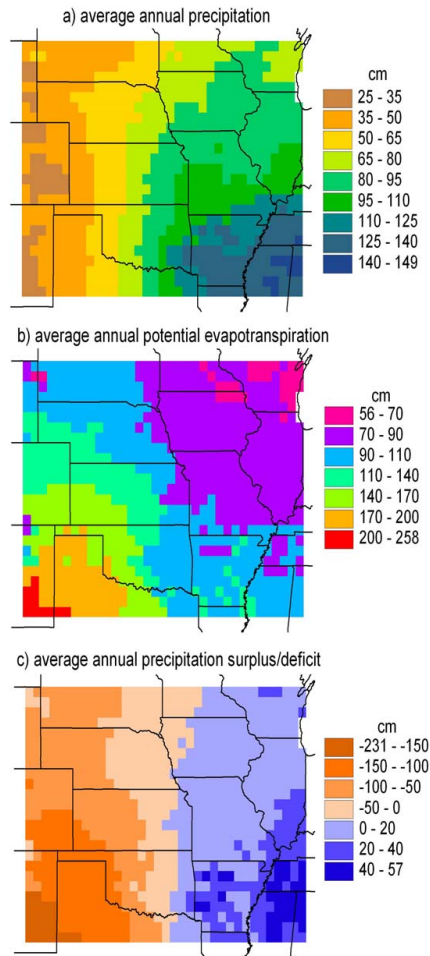 a) average annual precipitation
cm
25 - 35
35 - 50
50 - 65
65 - 80
80 - 95
95 - 110
110 - 125
125 - 140
140 - 149
b) average annual potential evapotranspiration
cm
56 - 70
70 - 90
90 - 110
110 - 140
140 - 170
170 - 200
200 - 258
c) average annual precipitation surplus/deficit
cm
-231 - -150
-150 - -100
-100 - -50
-50 - 0
0 - 20
20 - 40
40 - 57